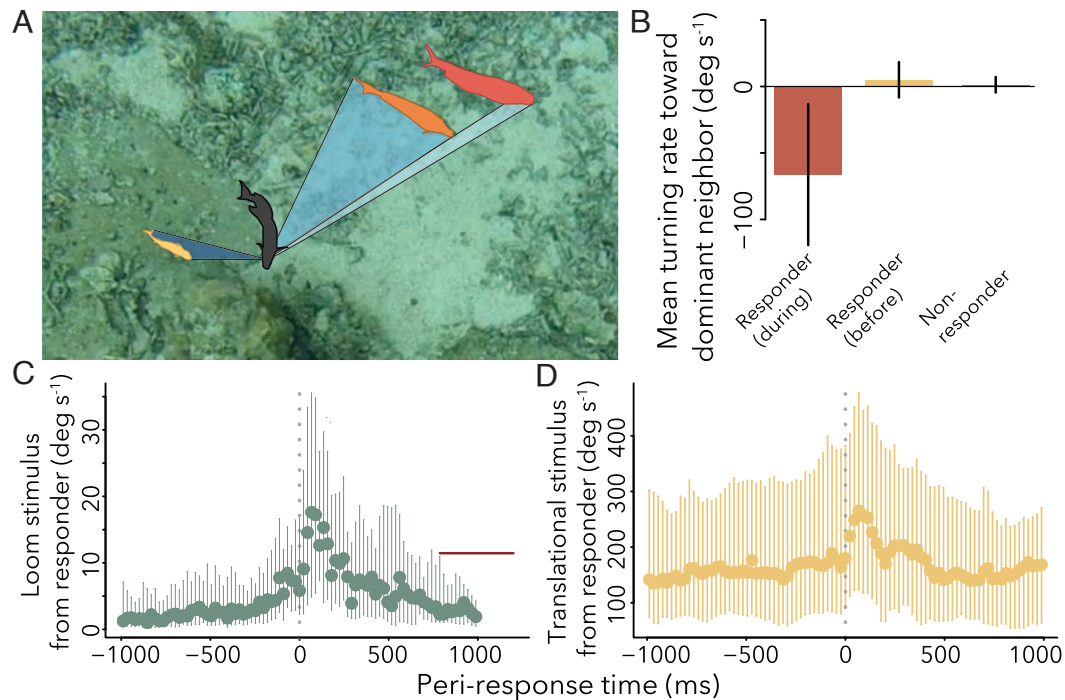 A
B
Mean turning rate toward
dominant neighbor (deg s⁻¹)
0
−100
Responder
(during)
Responder
(before)
Non-
responder
C
Loom stimulus
from responder (deg s⁻¹)
30
20
10
0
−1000
−500
0
500
1000
D
Translational stimulus
from responder (deg s⁻¹)
400
300
200
100
−1000
−500
0
500
1000
Peri-response time (ms)